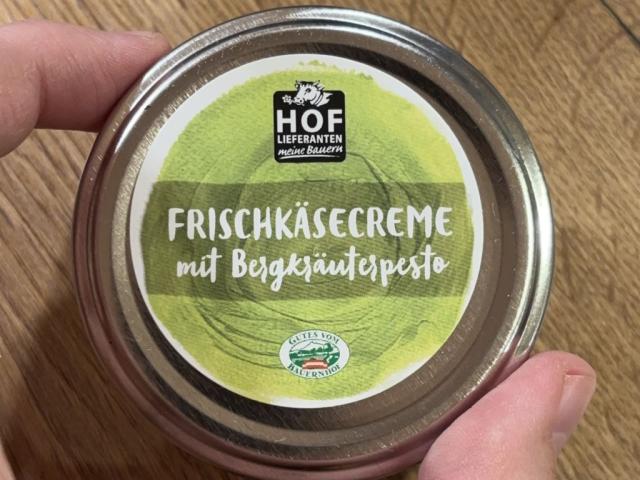 HOF
LIEFERANTEN
meine Bauern
FRISCHKÄSECREME
mit Bergkräuterpesto
GUTES VOM
BAUERNHOF